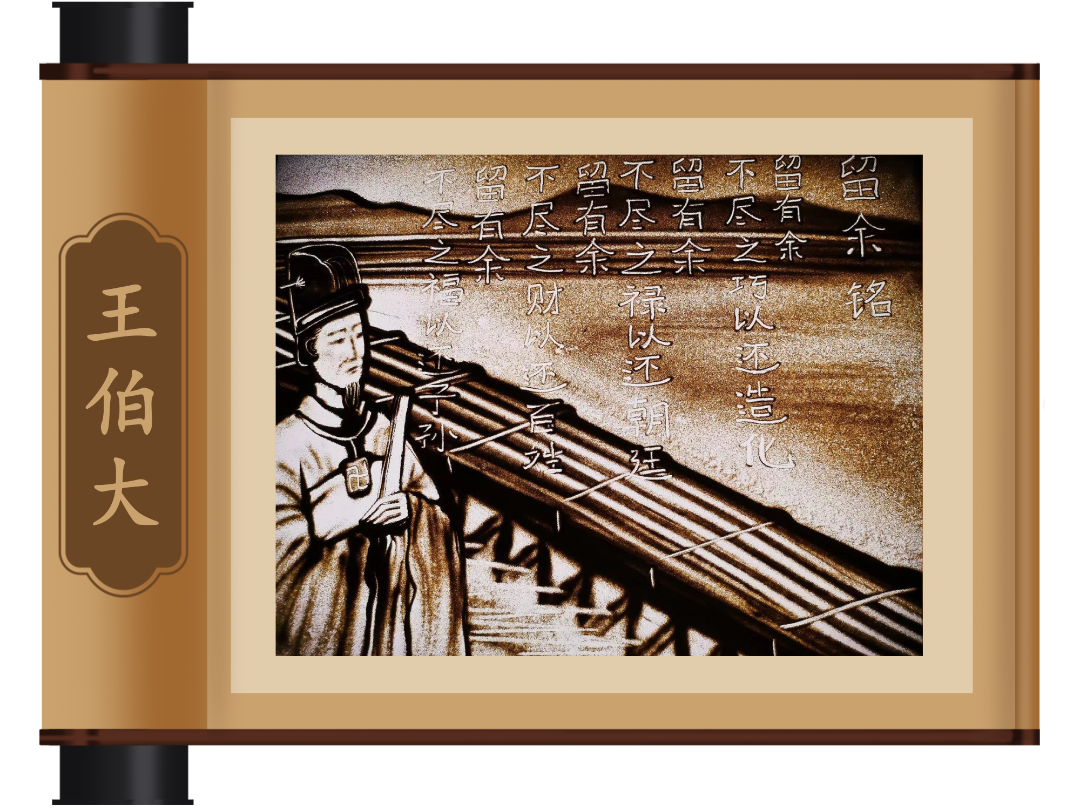 留余铭
留有余
不尽之巧以还造化
留有余
不尽之禄以还朝廷
留有余
不尽之财以还百姓
留有余
不尽之福以还子孙
王伯大